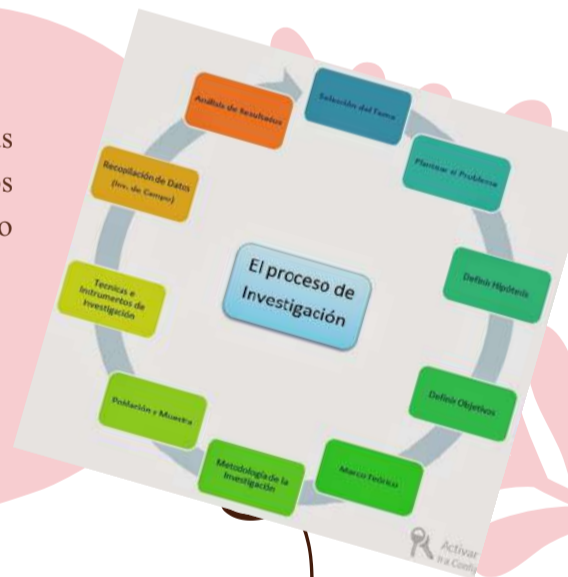 s
os
o
Selección del Tema
Plantear el Problema
Definir Hipótesis
Definir Objetivos
Marco Teórico
Metodología de la
Investigación
Población y Muestra
Tecnicas e
Instrumentos de
Investigación
Recopilación de Datos
(Inv. de Campo)
Análisis de Resultados
El proceso de
Investigación
Activar